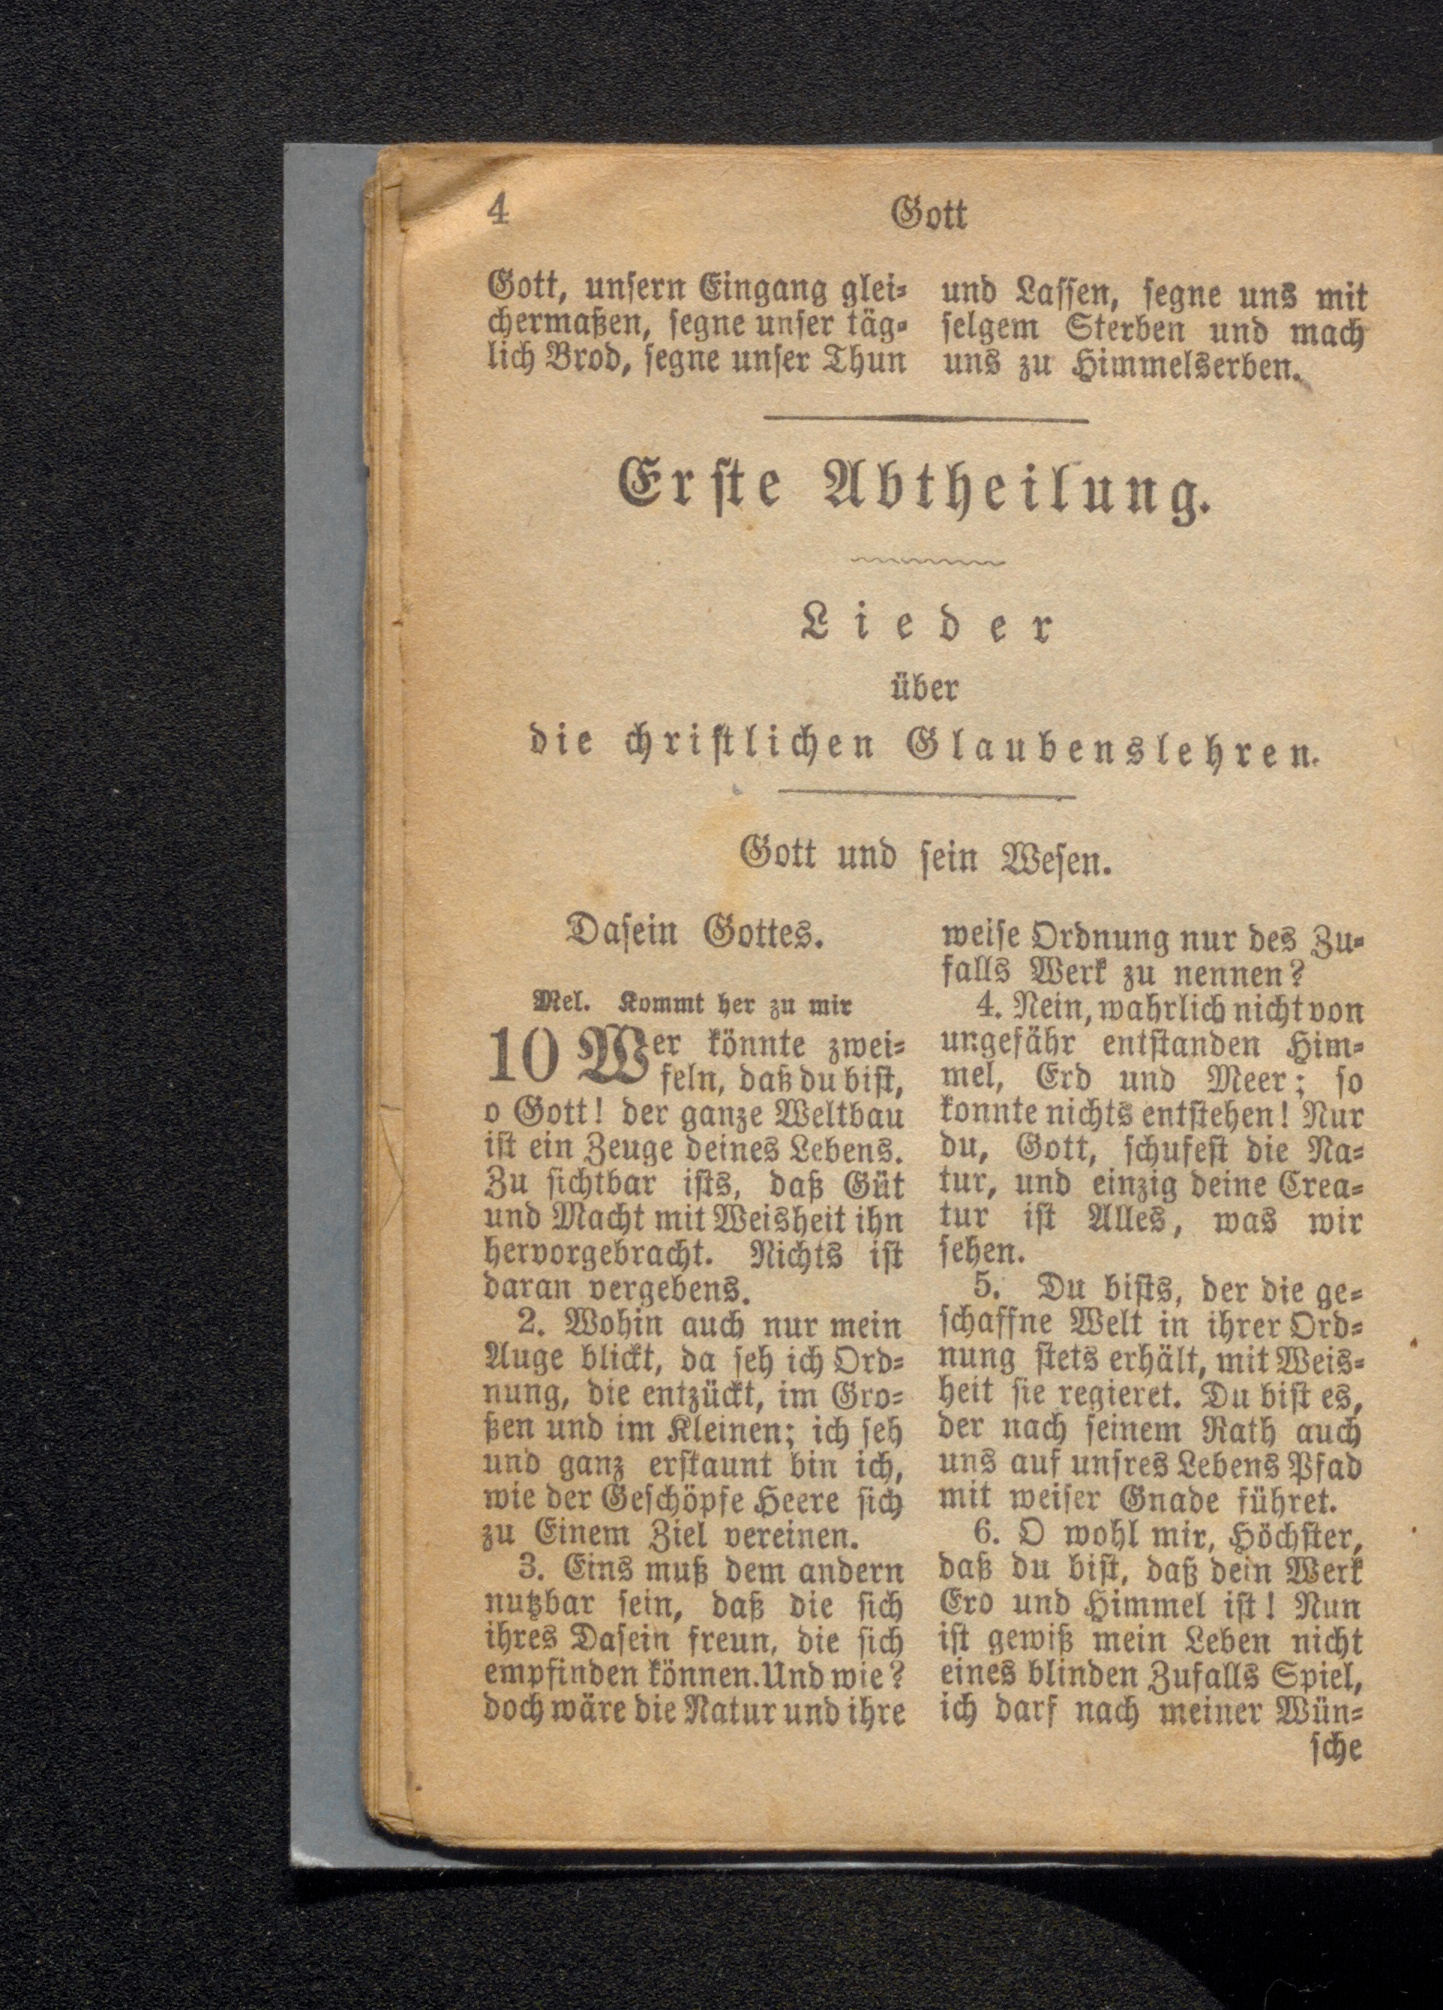 4
Gott
Gott, unsern Eingang glei-
chermaßen, segne unser täg-
lich Brod, segne unser Thun
und Lassen, segne uns mit
selgem Sterben und mach
uns zu Himmelserben.
Erste Abtheilung.
Lieder
über
die christlichen Glaubenslehren.
Gott und sein Wesen.
Dasein Gottes.
Mel. Kommt her zu mir
10 Wer könnte zwei-
feln, daß du bist,
o Gott! der ganze Weltbau
ist ein Zeuge deines Lebens.
Zu sichtbar ists, daß Güt
und Macht mit Weisheit ihn
hervorgebracht. Nichts ist
daran vergebens.
2. Wohin auch nur mein
Auge blickt, da seh ich Ord-
nung, die entzückt, im Gro-
ßen und im Kleinen; ich seh
und ganz erstaunt bin ich,
wie der Geschöpfe Heere sich
zu Einem Ziel vereinen.
3. Eins muß dem andern
nutzbar sein, daß die sich
ihres Dasein freun, die sich
empfinden können. Und wie?
doch wäre die Natur und ihre
weise Ordnung nur des Zu-
falls Werk zu nennen?
4. Nein, wahrlich nicht von
ungefähr entstanden Him-
mel, Erd und Meer; so
konnte nichts entstehen! Nur
du, Gott, schufest die Na-
tur, und einzig deine Crea-
tur ist Alles, was wir
sehen.
5. Du bists, der die ge-
schaffne Welt in ihrer Ord-
nung stets erhält, mit Weis-
heit sie regieret. Du bist es,
der nach seinem Rath auch
uns auf unsres Lebens Pfad
mit weiser Gnade führet.
6. O wohl mir, Höchster,
daß du bist, daß dein Werk
Erd und Himmel ist! Nun
ist gewiß mein Leben nicht
eines blinden Zufalls Spiel,
ich darf nach meiner Wün-
sche